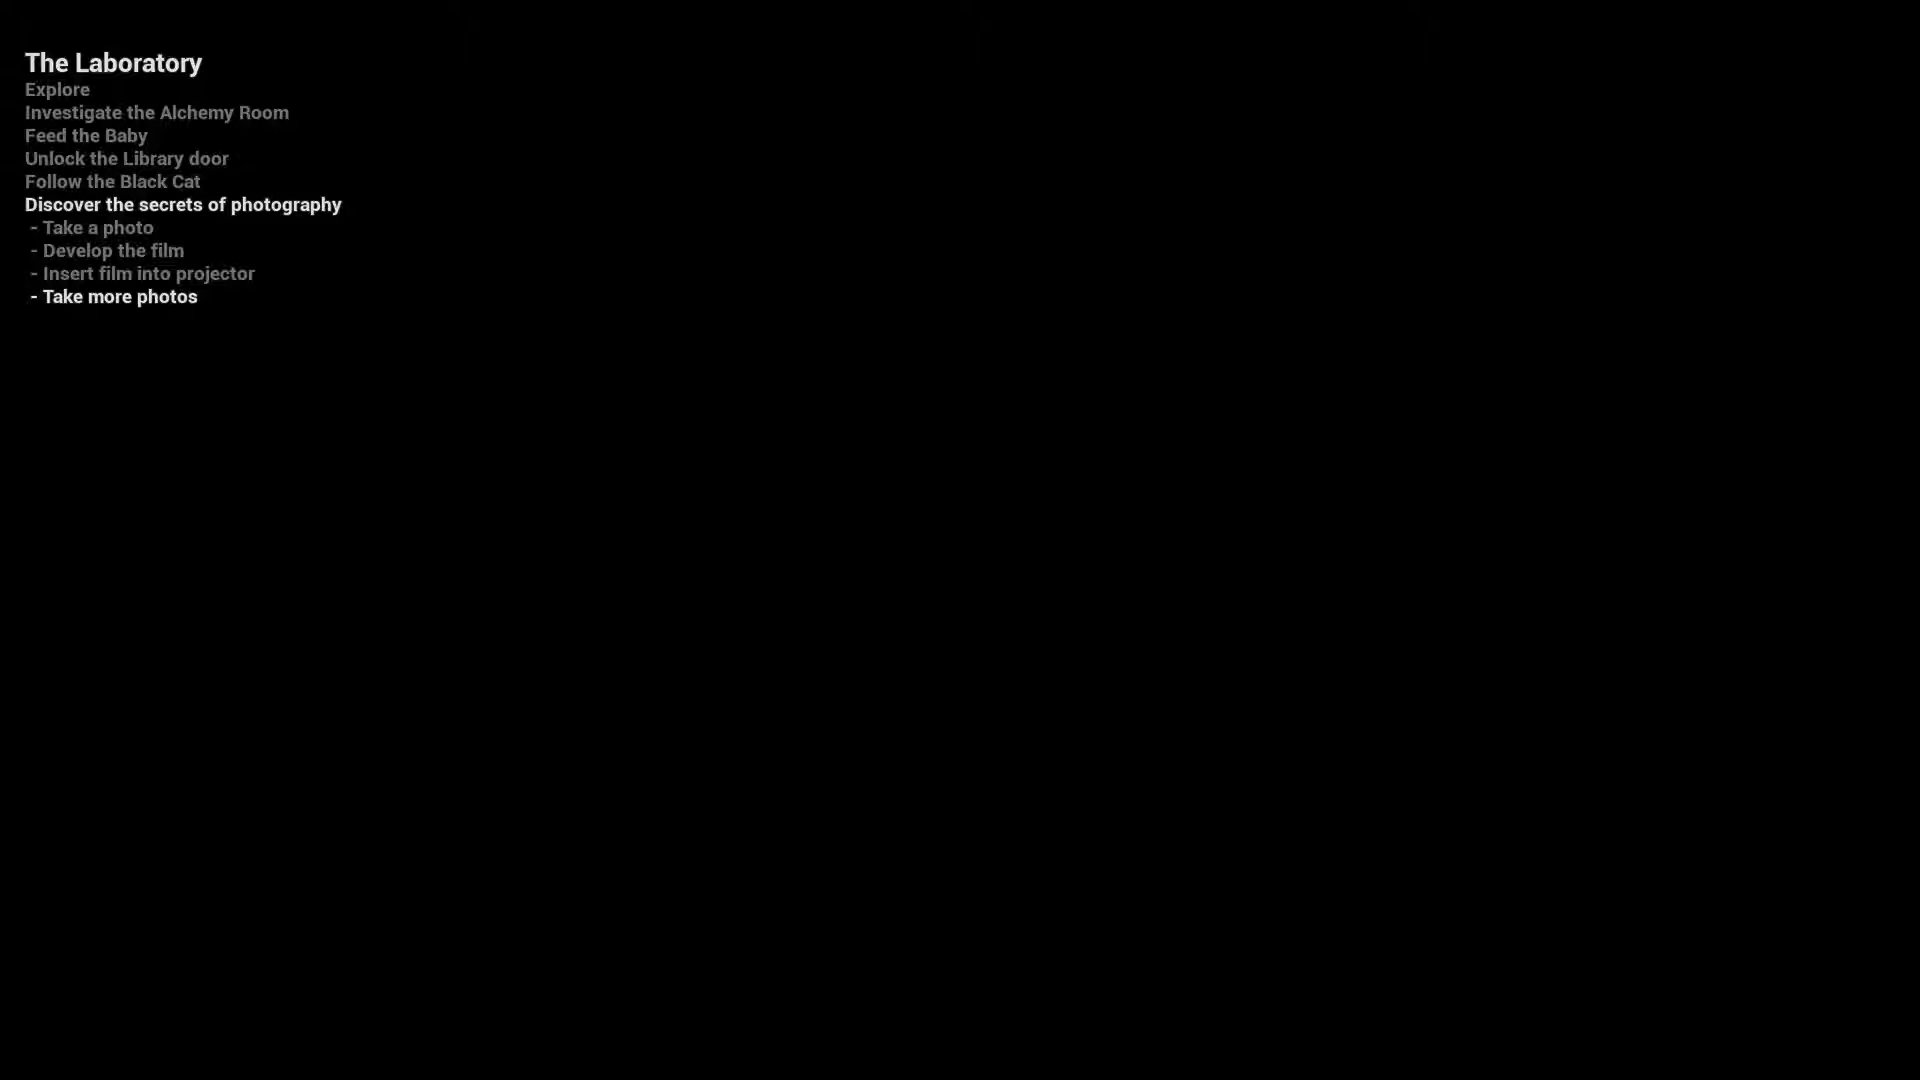 The Laboratory
Explore
Investigate the Alchemy Room
Feed the Baby
Unlock the Library door
Follow the Black Cat
Discover the secrets of photography
- Take a photo
- Develop the film
- Insert film into projector
- Take more photos